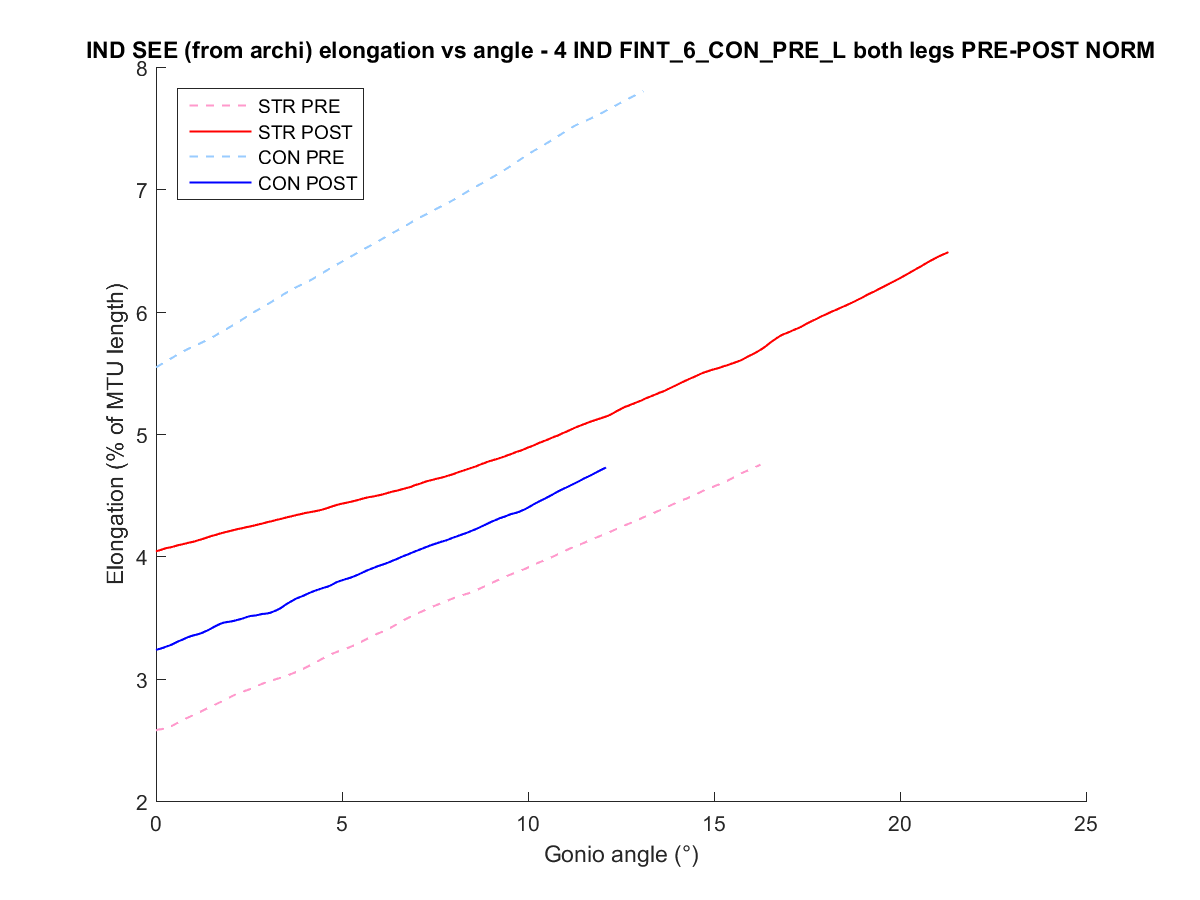 IND SEE (from archi) elongation vs angle - 4 IND FINT_6_CON_PRE_L both legs PRE-POST NORM
STR PRE
STR POST
CON PRE
CON POST
Elongation (% of MTU length)
8
7
6
5
4
3
2
0 5 10 15 20 25
Gonio angle (°)